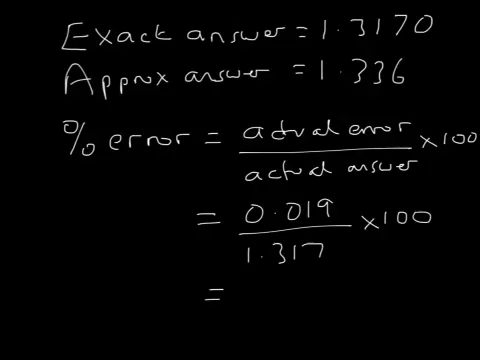 Exact answer = 1.3170
Approx answer = 1.336
% error = actual error / actual answer × 100
= 0.019 / 1.317 × 100
=